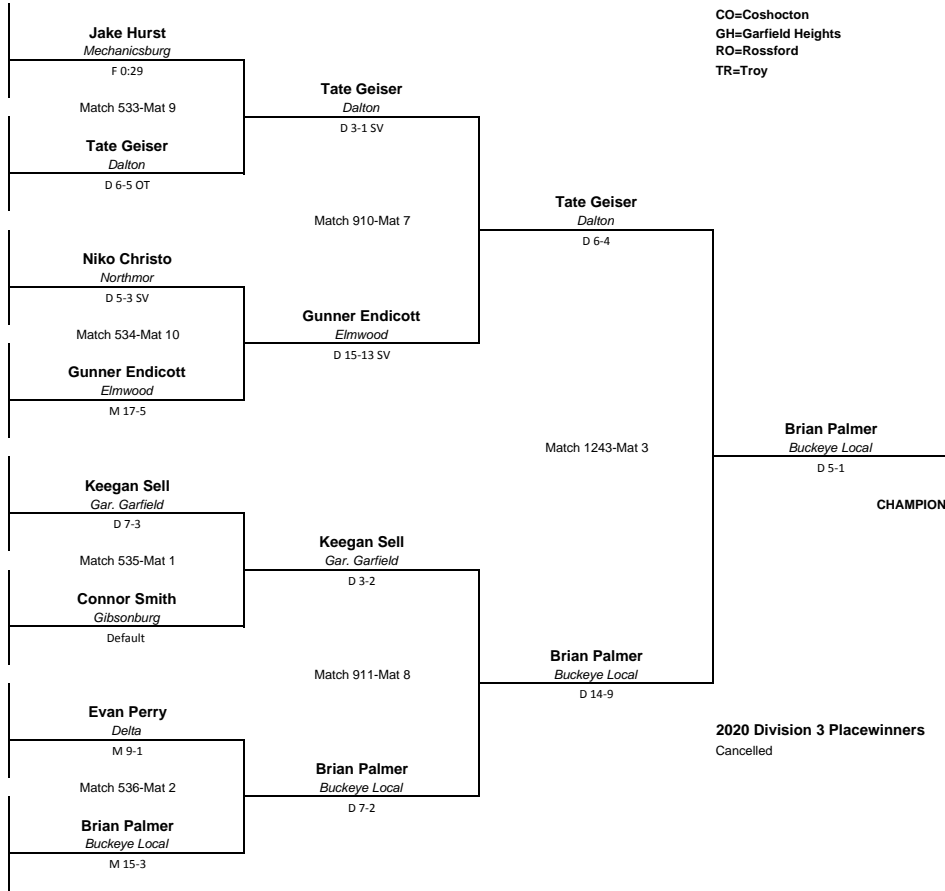 CO=Coshocton
GH=Garfield Heights
RO=Rossford
TR=Troy
Jake Hurst
Mechanicsburg
F 0:29
Match 533-Mat 9
Tate Geiser
Dalton
D 6-5 OT
Niko Christo
Northmor
D 5-3 SV
Match 534-Mat 10
Gunner Endicott
Elmwood
M 17-5
Keegan Sell
Gar. Garfield
D 7-3
Match 535-Mat 1
Connor Smith
Gibsonburg
Default
Evan Perry
Delta
M 9-1
Match 536-Mat 2
Brian Palmer
Buckeye Local
M 15-3
Tate Geiser
Dalton
D 3-1 SV
Match 910-Mat 7
Gunner Endicott
Elmwood
D 15-13 SV
Keegan Sell
Gar. Garfield
D 3-2
Match 911-Mat 8
Brian Palmer
Buckeye Local
D 7-2
Tate Geiser
Dalton
D 6-4
Match 1243-Mat 3
Brian Palmer
Buckeye Local
D 14-9
Brian Palmer
Buckeye Local
D 5-1
CHAMPION
2020 Division 3 Placewinners
Cancelled